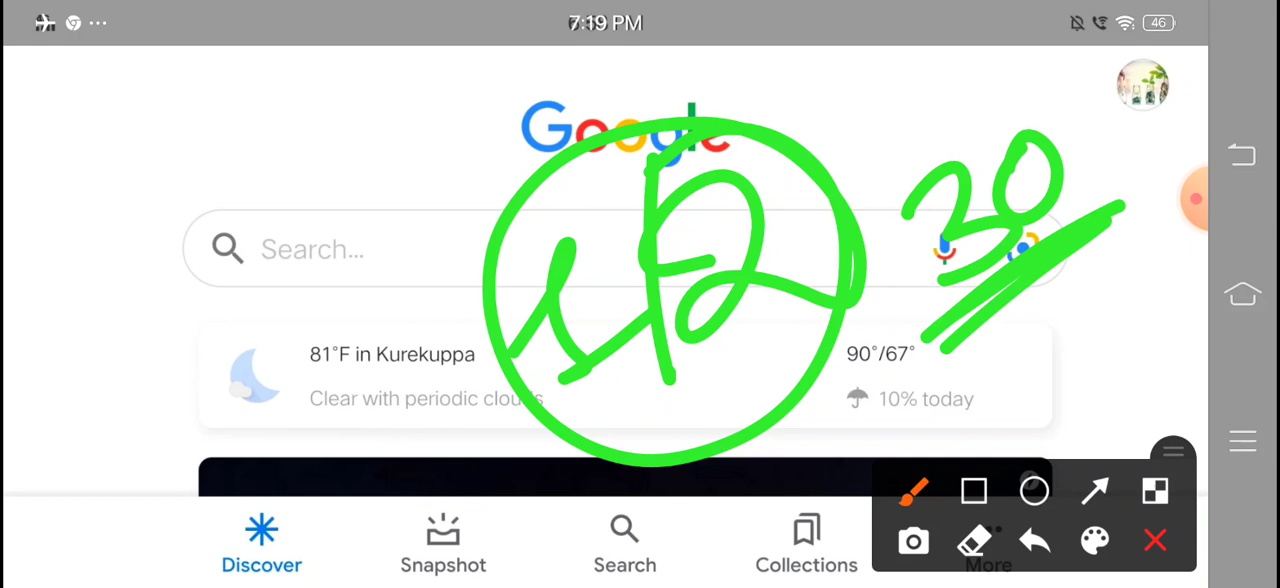 7:19 PM
46
Google
30
Search...
81°F in Kurekuppa
90°/67°
Clear with periodic clouds
10% today
Discover
Snapshot
Search
Collections
More